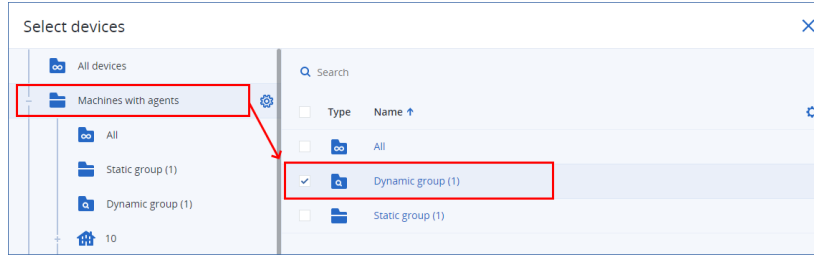 Select devices
All devices
Machines with agents
All
Static group (1)
Dynamic group (1)
10
Search
Type Name ↑
All
Dynamic group (1)
Static group (1)